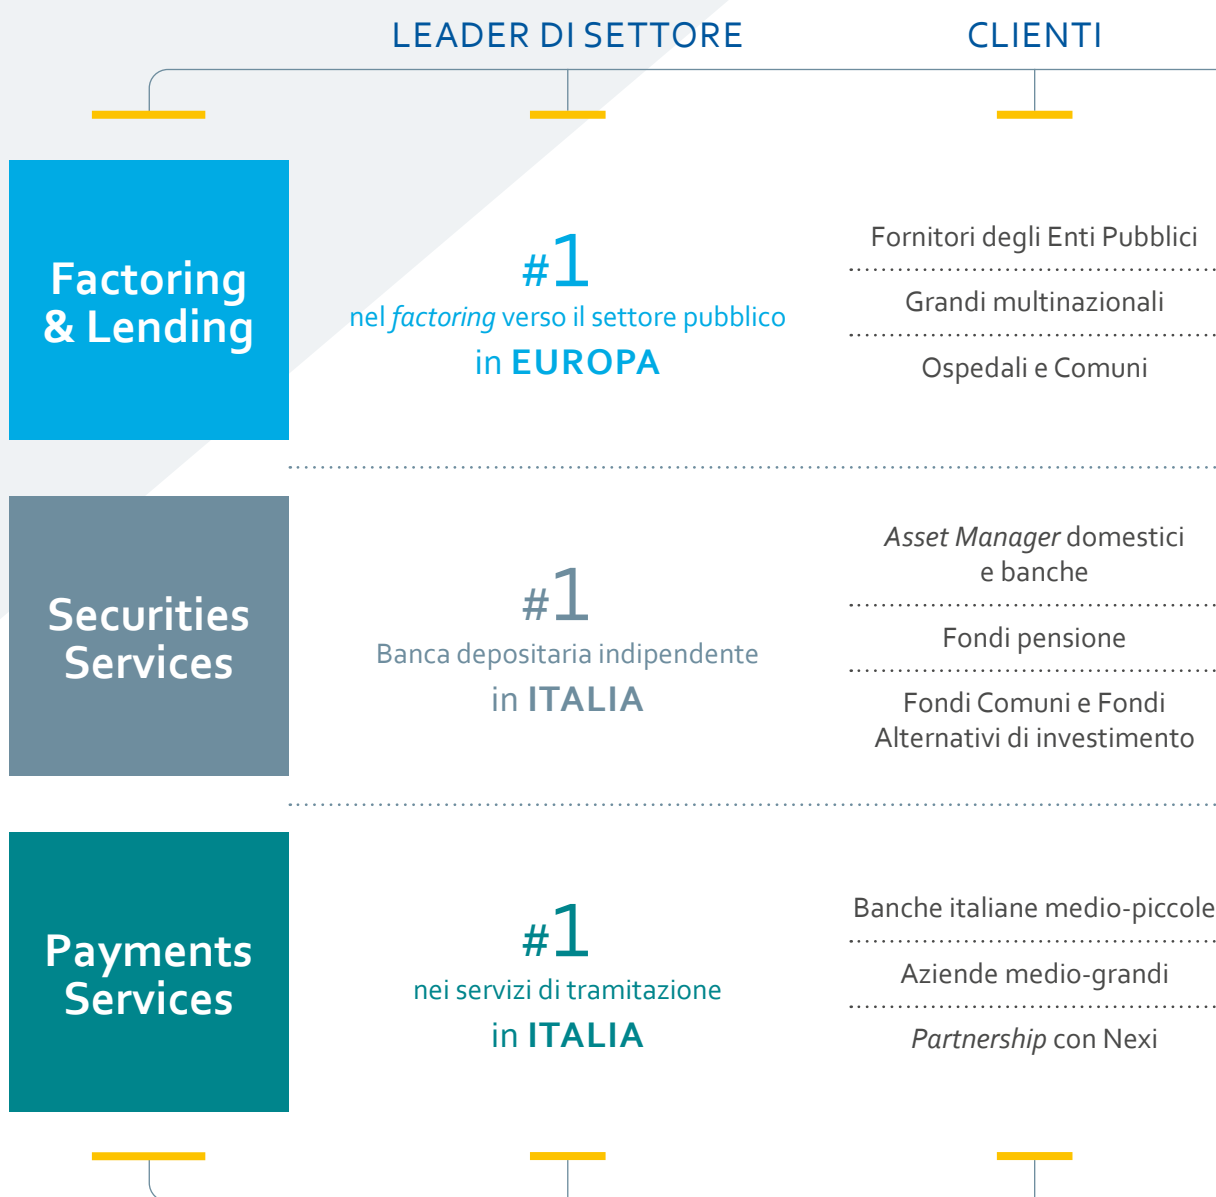 LEADER DI SETTORE
CLIENTI
Factoring
& Lending
#1
nel factoring verso il settore pubblico
in EUROPA
Fornitori degli Enti Pubblici
Grandi multinazionali
Ospedali e Comuni
Securities
Services
#1
Banca depositaria indipendente
in ITALIA
Asset Manager domestici
e banche
Fondi pensione
Fondi Comuni e Fondi
Alternativi di investimento
Payments
Services
#1
nei servizi di tramitazione
in ITALIA
Banche italiane medio-piccole
Aziende medio-grandi
Partnership con Nexi